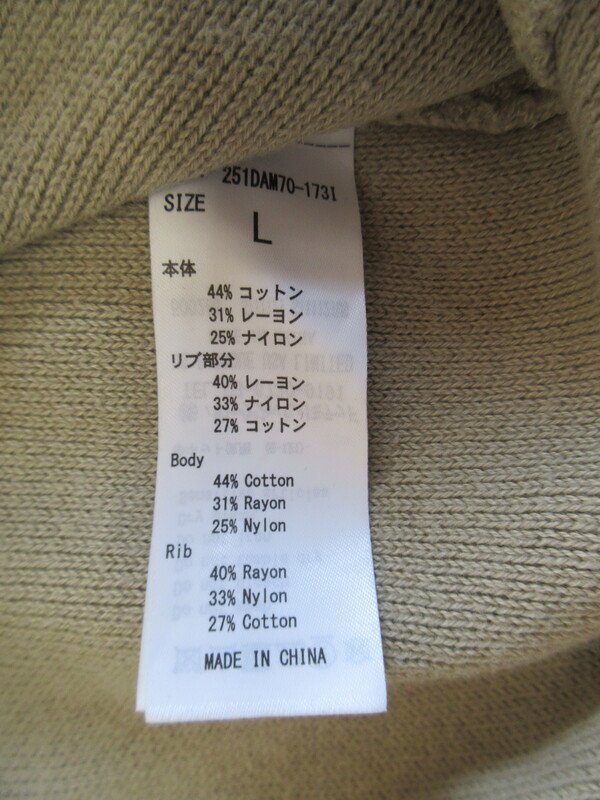 251DAM70-1731
SIZE
L
本体
44% コットン
31% レーヨン
25% ナイロン
リブ部分
40% レーヨン
33% ナイロン
27% コットン
Body
44% Cotton
31% Rayon
25% Nylon
Rib
40% Rayon
33% Nylon
27% Cotton
MADE IN CHINA